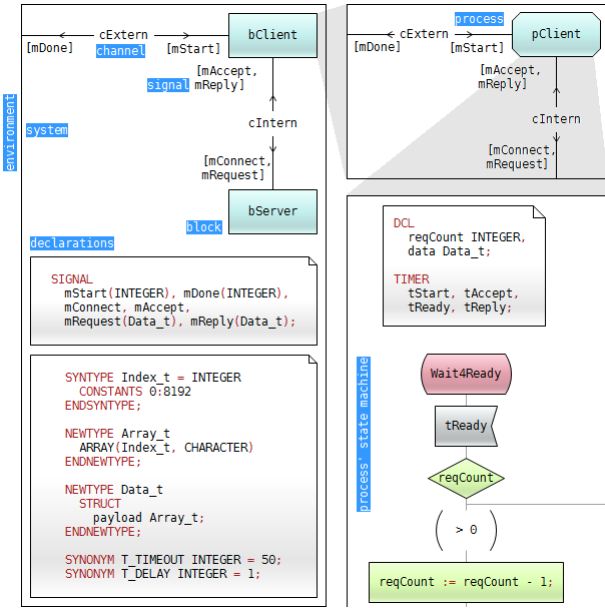 cExtern
bClient
[mDone]
channel
[mStart]
[mAccept,
signal
mReply]
cIntern
environment
system
[mConnect,
mRequest]
bServer
block
declarations
SIGNAL
mStart(INTEGER), mDone(INTEGER),
mConnect, mAccept,
mRequest(Data_t), mReply(Data_t);
SYNTYPE Index_t = INTEGER
CONSTANTS 0:8192
ENDSYNTYPE;
NEWTYPE Array_t
ARRAY(Index_t, CHARACTER)
ENDNEWTYPE;
NEWTYPE Data_t
STRUCT
payload Array_t;
ENDNEWTYPE;
SYNONYM T_TIMEOUT INTEGER = 50;
SYNONYM T_DELAY INTEGER = 1;
process
cExtern
pClient
[mDone]
[mStart]
[mAccept,
mReply]
cIntern
[mConnect,
mRequest]
DCL
reqCount INTEGER,
data Data_t;
TIMER
tStart, tAccept,
tReady, tReply;
process' state machine
Wait4Ready
tReady
reqCount
> 0
reqCount := reqCount - 1;